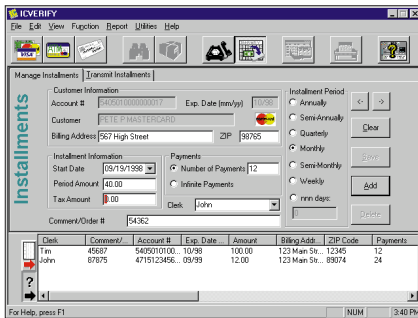 ICVERIFY
File Edit View Function Report Utilities Help
Manage Installments Transmit Installments
Installments
Customer Information
Account # 5405010000000017 Exp. Date (mm/yy) 10/98
Customer PETE P MASTERCARD
Billing Address 567 High Street ZIP 98765
Installment Information
Start Date 09/19/1998
Period Amount 40.00
Tax Amount 0.00
Payments
Number of Payments 12
Infinite Payments
Clerk John
Comment/Order # 54362
Installment Period
Annually
Semi-Annually
Quarterly
Monthly
Semi-Monthly
Weekly
nnn days:
0
<- ->
Clear
Save
Add
Delete
Clerk Comment/... Account # Exp. Date ... Amount Billing Addr... ZIP Code Payments
Tim 45687 5405010100... 10/98 100.00 123 Main Str... 12345 12
John 87875 4715123456... 09/99 12.00 123 Main Str... 89074 24
For Help, press F1 NUM 3:40 PM